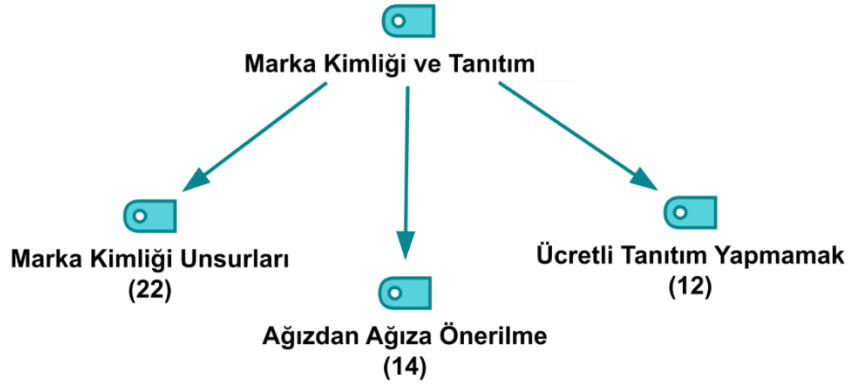 Marka Kimliği ve Tanıtım
Marka Kimliği Unsurları
(22)
Ağızdan Ağıza Önerilme
(14)
Ücretli Tanıtım Yapmamak
(12)